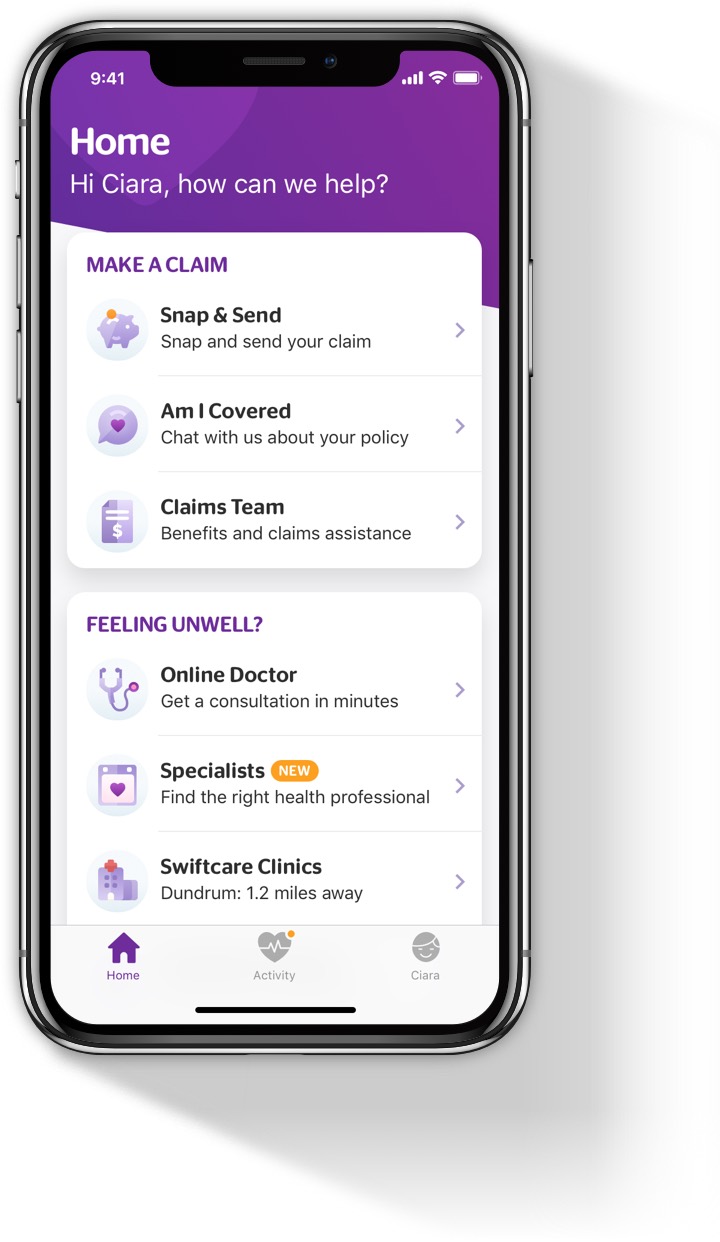 9:41
Home
Hi Ciara, how can we help?
MAKE A CLAIM
Snap & Send
Snap and send your claim
Am I Covered
Chat with us about your policy
Claims Team
$
Benefits and claims assistance
FEELING UNWELL?
Online Doctor
Get a consultation in minutes
Specialists NEW
Find the right health professional
Swiftcare Clinics
Dundrum: 1.2 miles away
Home
Activity
Ciara